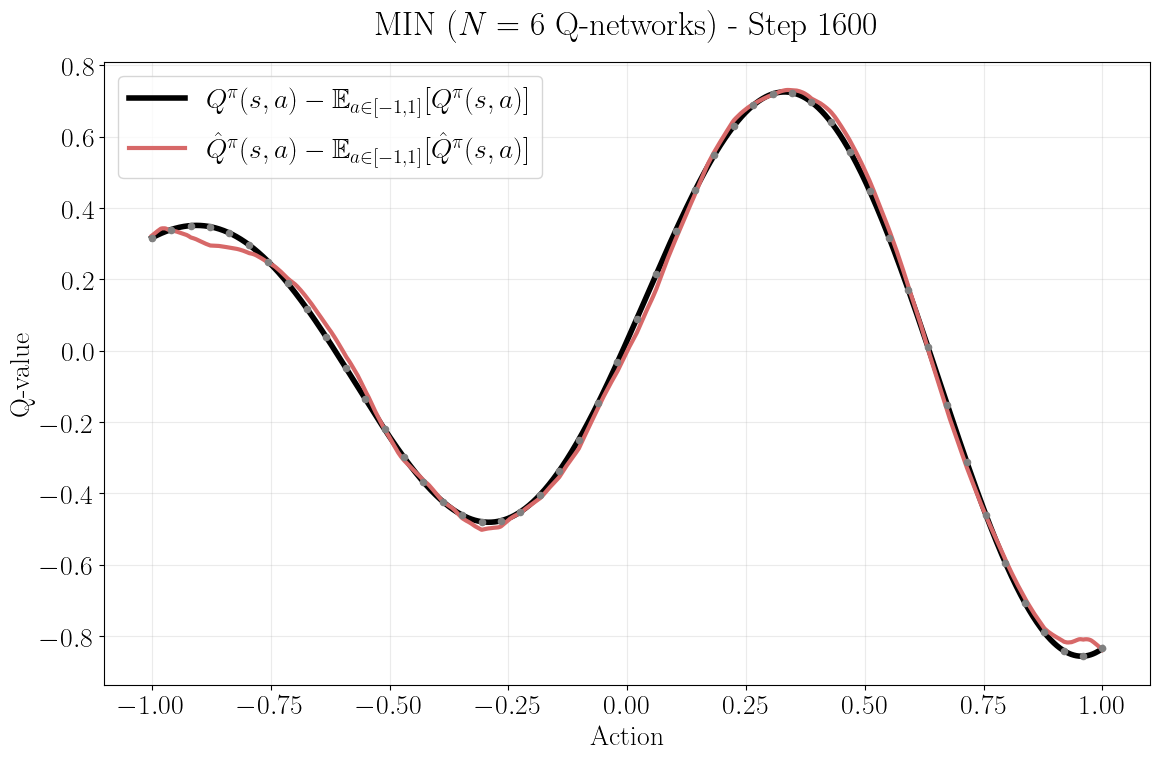 MIN (N = 6 Q-networks) - Step 1600
Q^π(s, a) − 𝔼_{a∈[−1,1]}[Q^π(s, a)]
Q̂^π(s, a) − 𝔼_{a∈[−1,1]}[Q̂^π(s, a)]
0.8
0.6
0.4
0.2
0.0
−0.2
−0.4
−0.6
−0.8
Q-value
−1.00 −0.75 −0.50 −0.25 0.00 0.25 0.50 0.75 1.00
Action